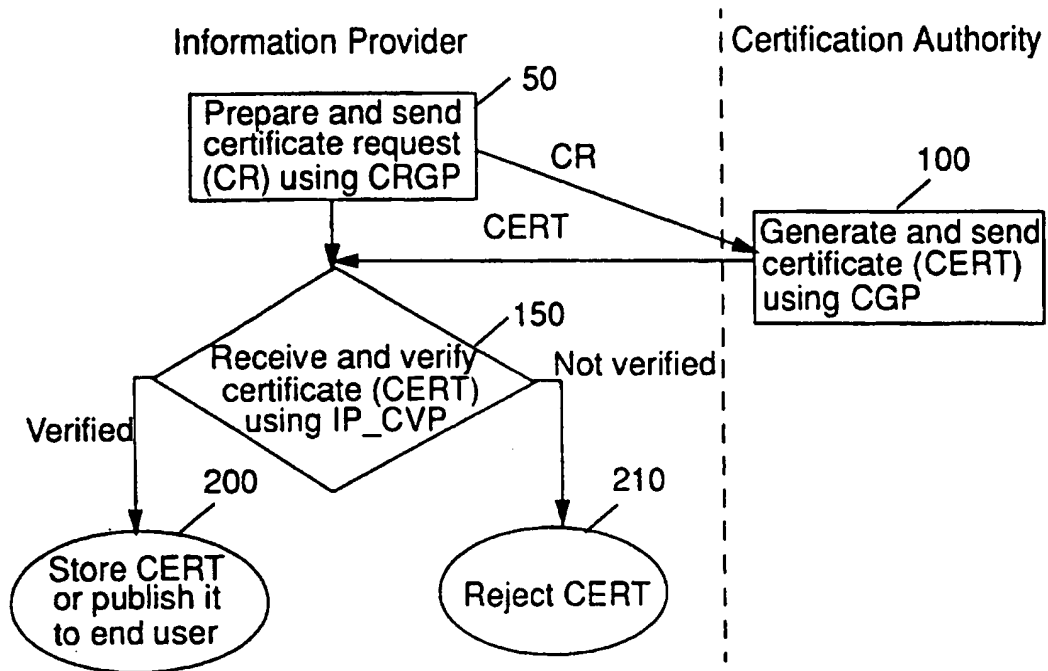 Information Provider
Certification Authority
50
Prepare and send
certificate request
(CR) using CRGP
CR
100
CERT
Generate and send
certificate (CERT)
using CGP
150
Receive and verify
certificate (CERT)
using IP_CVP
Not verified
Verified
200
210
Store CERT
or publish it
to end user
Reject CERT